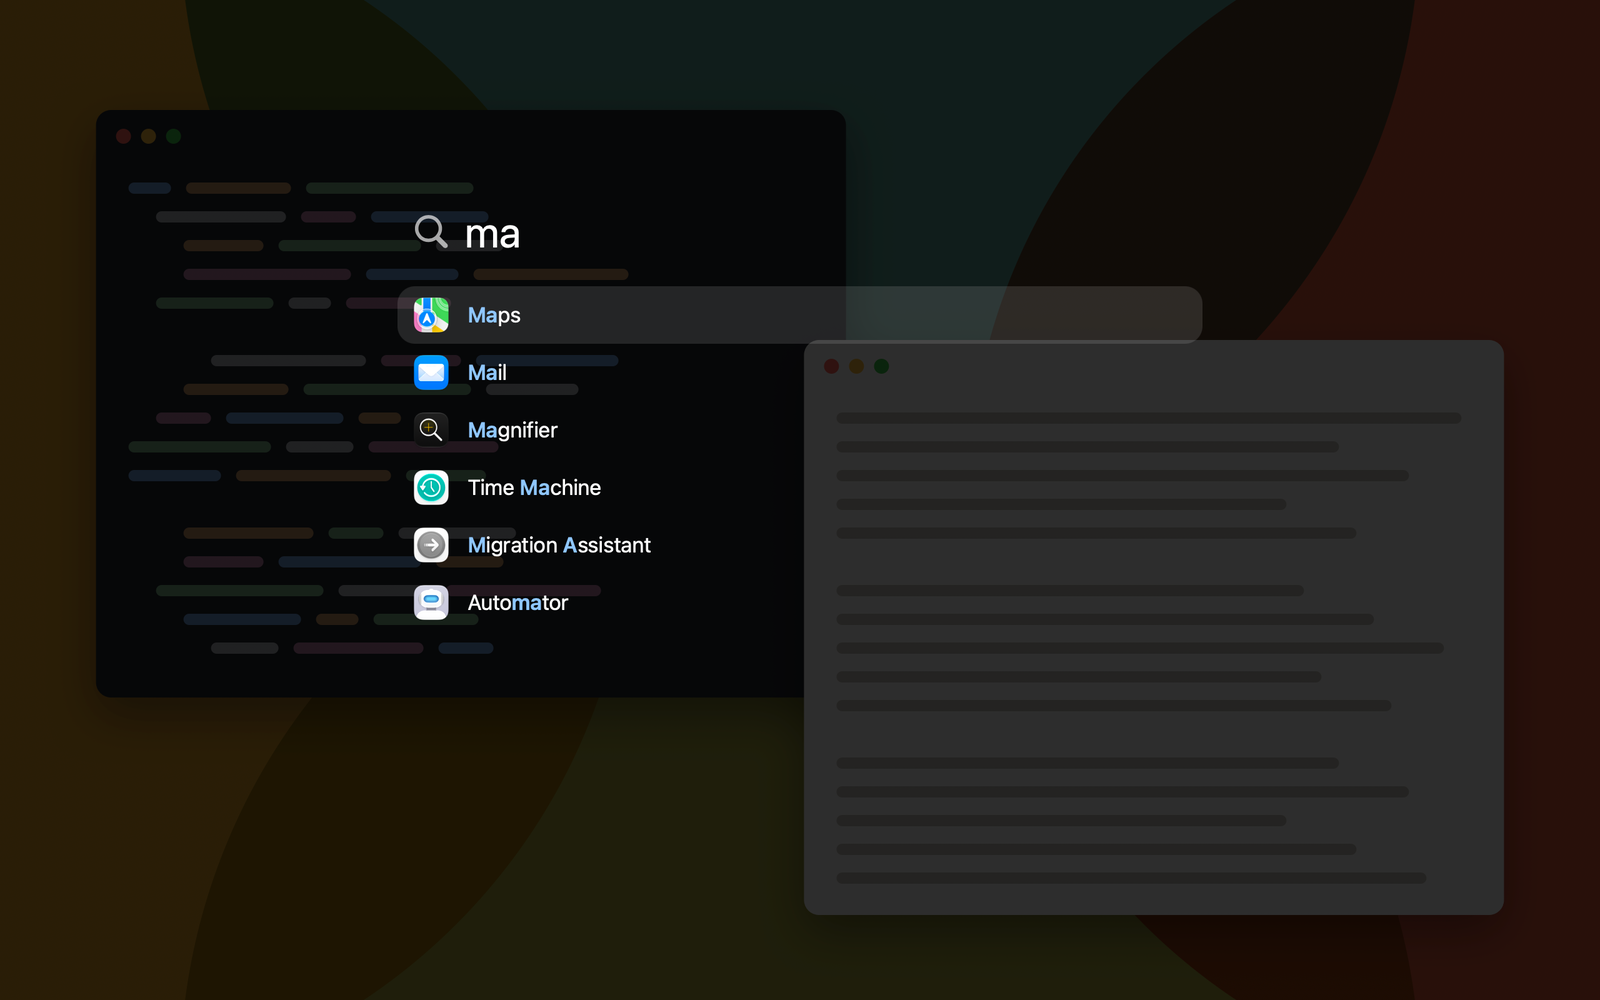 ma
Maps
Mail
Magnifier
Time Machine
Migration Assistant
Automator